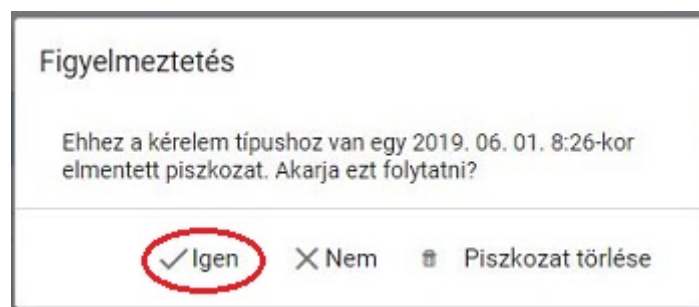 Figyelmeztetés
Ehhez a kérelem típushoz van egy 2019. 06. 01. 8:26-kor
elmentett piszkozat. Akarja ezt folytatni?
Igen Nem Piszkozat törlése